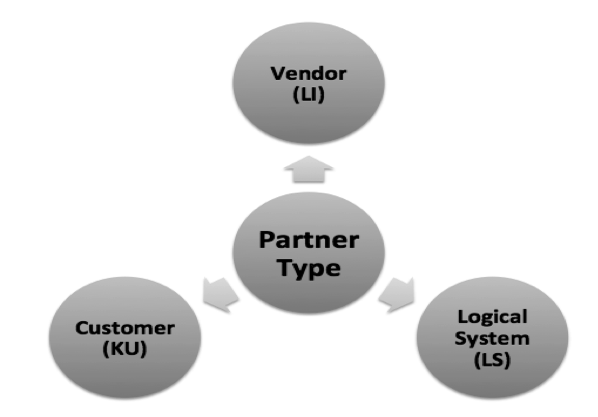 Vendor
(LI)
Partner
Type
Customer
(KU)
Logical
System
(LS)